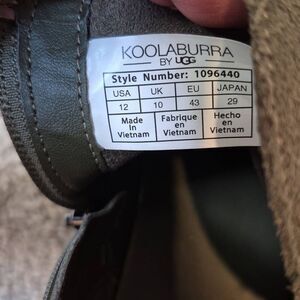 KOOLABURRA
BY UGG
Style Number: 1096440
USA UK EU JAPAN
12 10 43 29
Made in Vietnam
Fabrique en Vietnam
Hecho en Vietnam